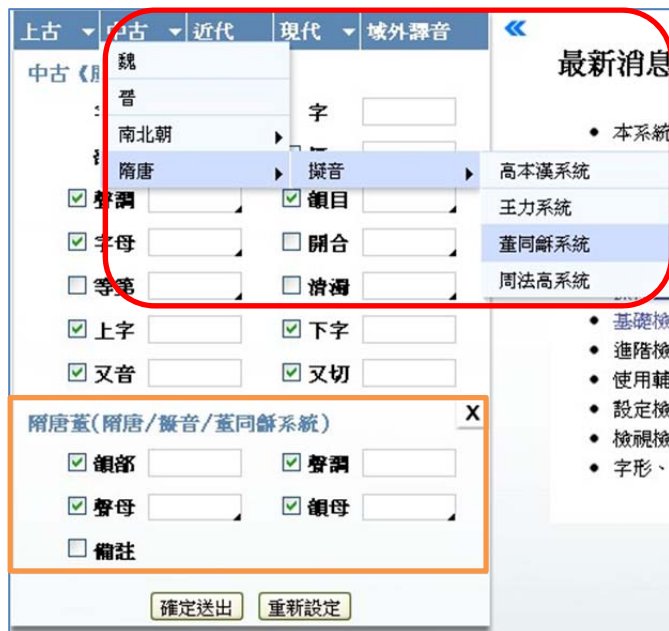 上古 中古 近代 現代 域外譯音
中古《
魏
晉
南北朝
隋唐
擬音
高本漢系統
王力系統
董同龢系統
周法高系統
字
聲調 韻目
字母 開合
等第 清濁
上字 下字
又音 又切
隋唐董(隋唐/擬音/董同龢系統) X
韻部 聲調
聲母 韻母
備註
確定送出 重新設定
最新消息
本系統
基礎檢
進階檢
使用輔
設定檢
檢視檢
字形、